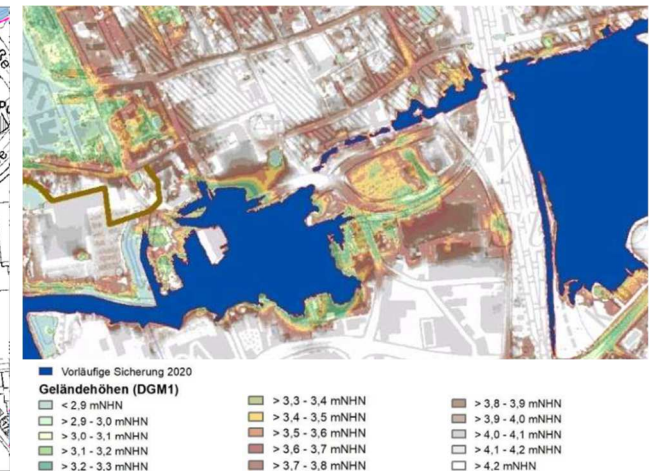 Vorläufige Sicherung 2020
Geländehöhen (DGM1)
< 2,9 mNHN
> 2,9 - 3,0 mNHN
> 3,0 - 3,1 mNHN
> 3,1 - 3,2 mNHN
> 3,2 - 3,3 mNHN
> 3,3 - 3,4 mNHN
> 3,4 - 3,5 mNHN
> 3,5 - 3,6 mNHN
> 3,6 - 3,7 mNHN
> 3,7 - 3,8 mNHN
> 3,8 - 3,9 mNHN
> 3,9 - 4,0 mNHN
> 4,0 - 4,1 mNHN
> 4,1 - 4,2 mNHN
> 4,2 mNHN